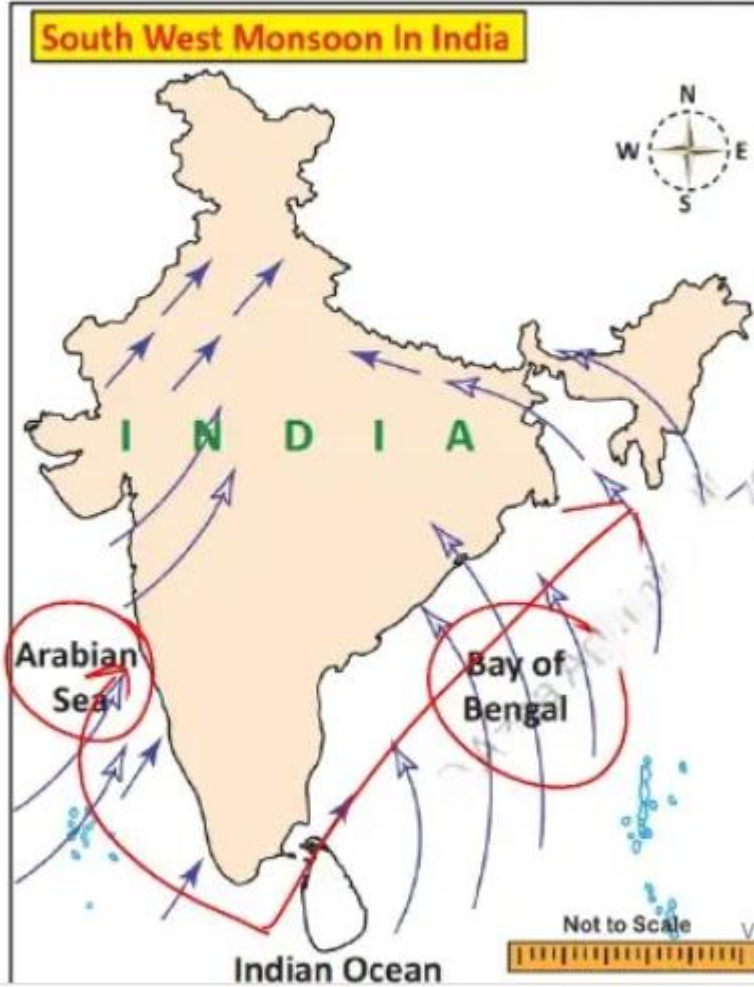 South West Monsoon In India
N
W E
S
I N D I A
Arabian
Sea
Bay of
Bengal
Not to Scale
Indian Ocean